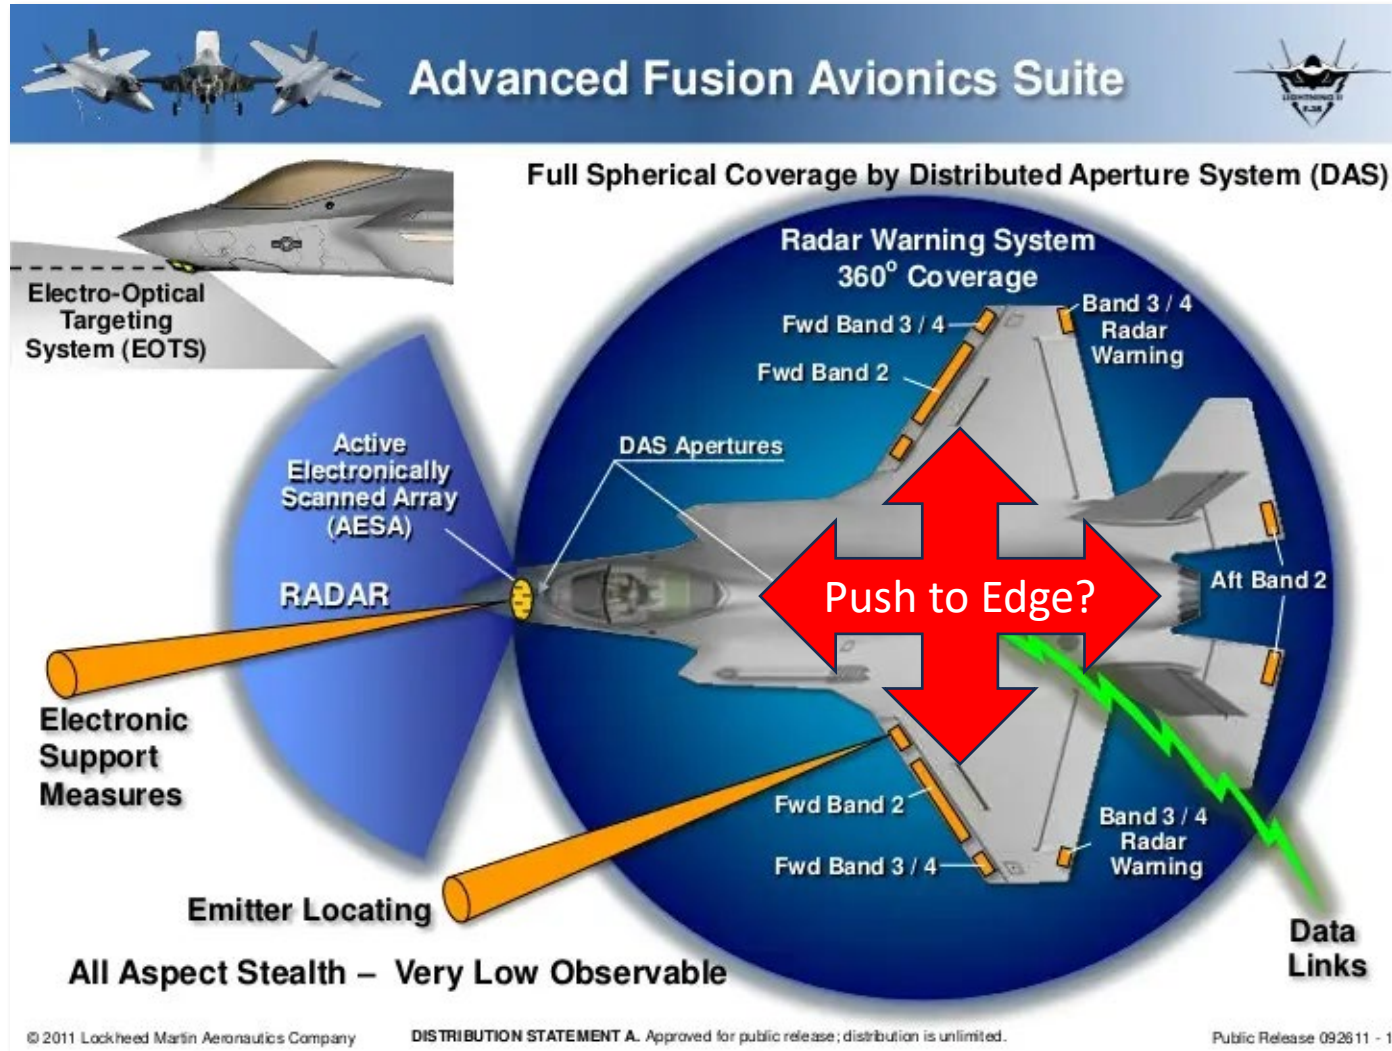 Advanced Fusion Avionics Suite
LIGHTNING II
F-35
Full Spherical Coverage by Distributed Aperture System (DAS)
Electro-Optical
Targeting
System (EOTS)
Radar Warning System
360° Coverage
Fwd Band 3 / 4
Band 3 / 4
Radar
Warning
Fwd Band 2
DAS Apertures
Active
Electronically
Scanned Array
(AESA)
RADAR
Push to Edge?
Aft Band 2
Electronic
Support
Measures
Fwd Band 2
Fwd Band 3 / 4
Band 3 / 4
Radar
Warning
Emitter Locating
Data
Links
All Aspect Stealth – Very Low Observable
© 2011 Lockheed Martin Aeronautics Company
DISTRIBUTION STATEMENT A. Approved for public release; distribution is unlimited.
Public Release 092611 - 1